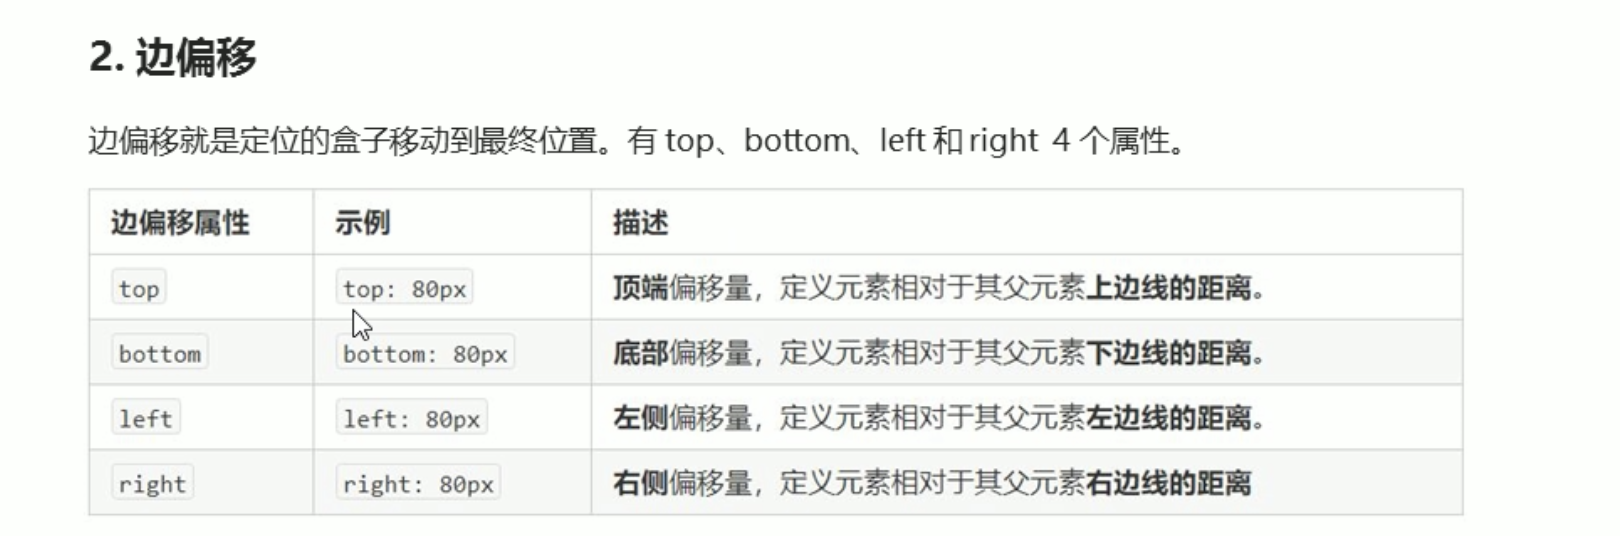 2. 边偏移
边偏移就是定位的盒子移动到最终位置。有 top、bottom、left 和 right 4 个属性。
边偏移属性 示例 描述
top top: 80px 顶端偏移量，定义元素相对于其父元素上边线的距离。
bottom bottom: 80px 底部偏移量，定义元素相对于其父元素下边线的距离。
left left: 80px 左侧偏移量，定义元素相对于其父元素左边线的距离。
right right: 80px 右侧偏移量，定义元素相对于其父元素右边线的距离